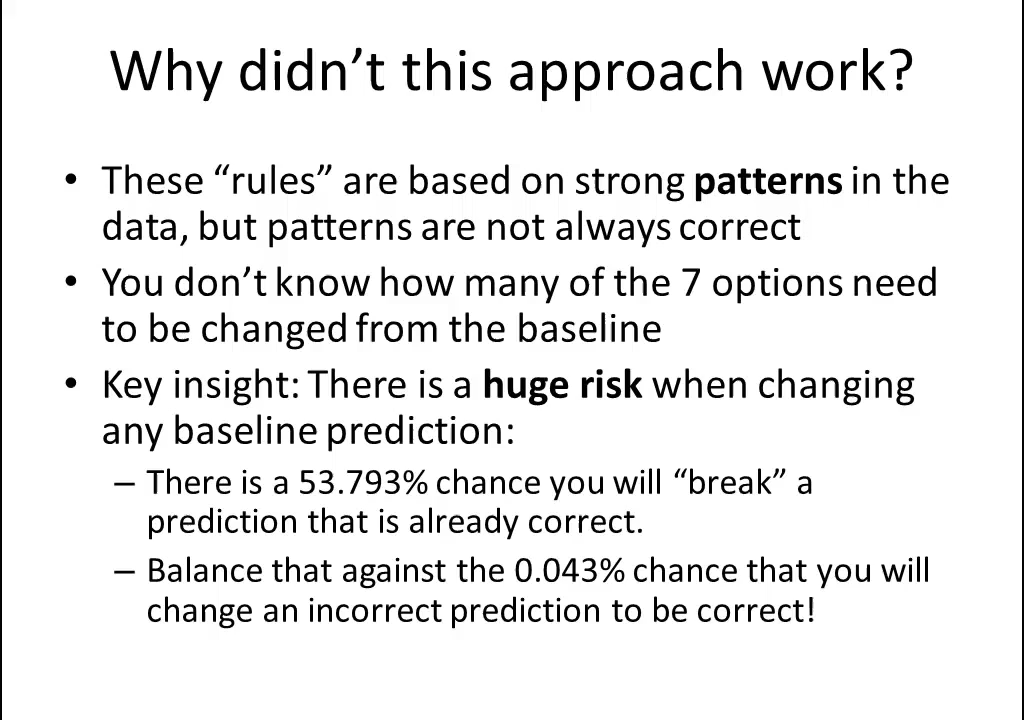 Why didn’t this approach work?
• These “rules” are based on strong patterns in the
data, but patterns are not always correct
• You don’t know how many of the 7 options need
to be changed from the baseline
• Key insight: There is a huge risk when changing
any baseline prediction:
– There is a 53.793% chance you will “break” a
prediction that is already correct.
– Balance that against the 0.043% chance that you will
change an incorrect prediction to be correct!